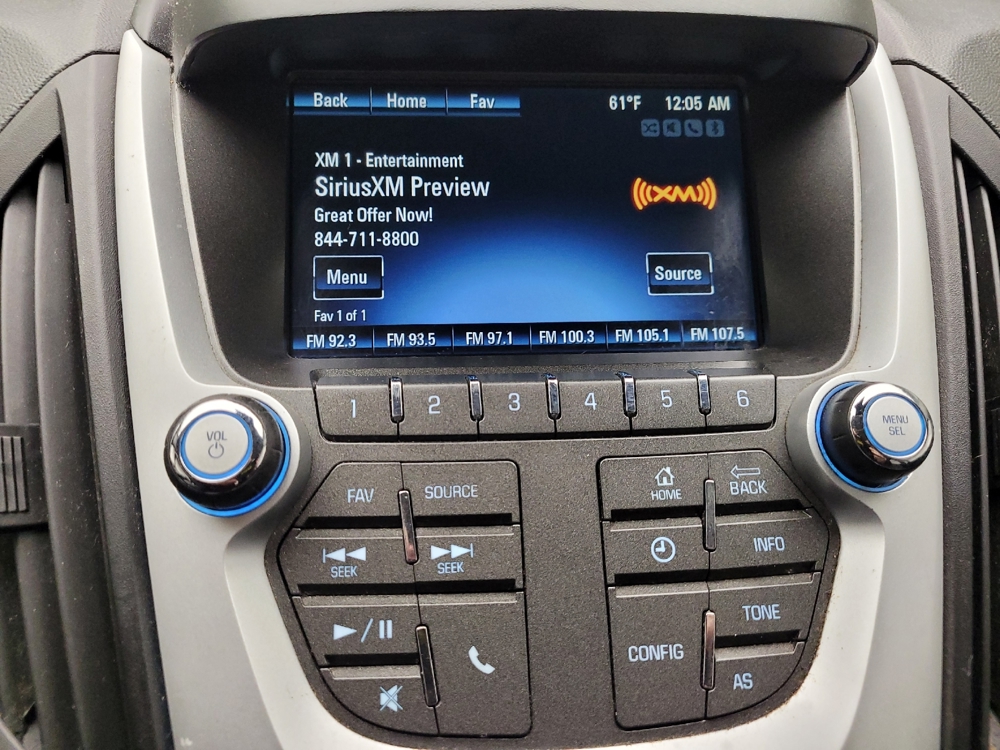 Back Home Fav 61°F 12:05 AM
XM 1 - Entertainment
SiriusXM Preview
((XM))
Great Offer Now!
844-711-8800
Menu Source
Fav 1 of 1
FM 92.3 FM 93.5 FM 97.1 FM 100.3 FM 105.1 FM 107.5
1 2 3 4 5 6
VOL
MENU
SEL
FAV SOURCE
HOME BACK
SEEK SEEK
INFO
TONE
CONFIG
AS